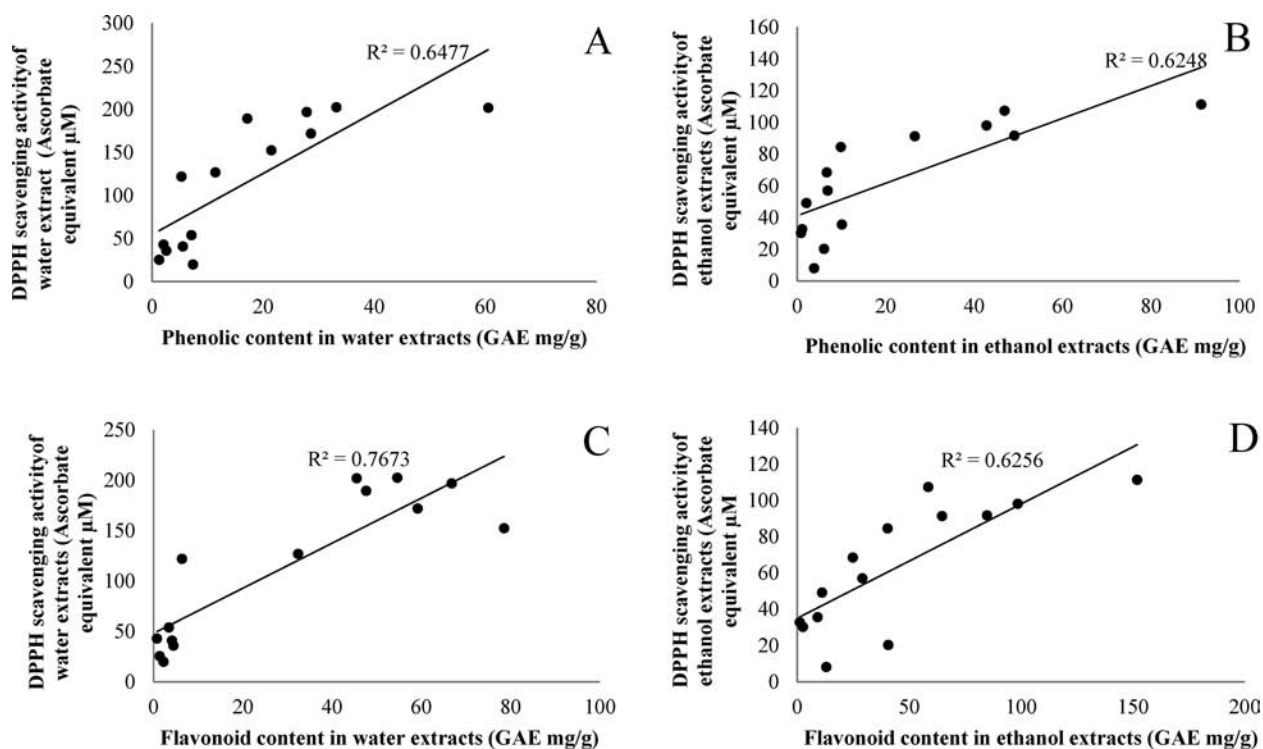 A
R² = 0.6477
DPPH scavenging activityof
water extract (Ascorbate
equivalent µM)
300
250
200
150
100
50
0
0 20 40 60 80
Phenolic content in water extracts (GAE mg/g)
B
R² = 0.6248
DPPH scavenging activityof
ethanol extracts (Ascorbate
equivalent µM)
160
140
120
100
80
60
40
20
0
0 20 40 60 80 100
Phenolic content in ethanol extracts (GAE mg/g)
C
R² = 0.7673
DPPH scavenging activityof
water extracts (Ascorbate
equivalent µM)
250
200
150
100
50
0
0 20 40 60 80 100
Flavonoid content in water extracts (GAE mg/g)
D
R² = 0.6256
DPPH scavenging activityof
ethanol extracts (Ascorbate
equivalent µM
140
120
100
80
60
40
20
0
0 50 100 150 200
Flavonoid content in ethanol extracts (GAE mg/g)